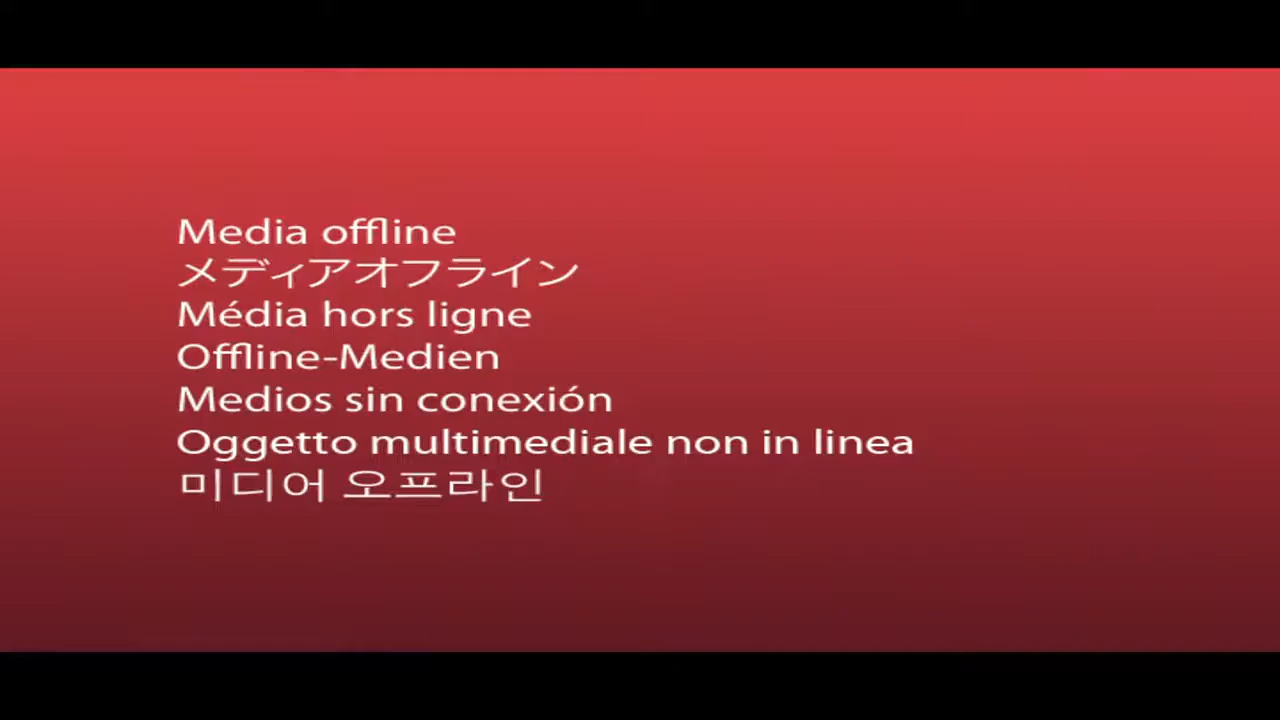 Media offline
メディアオフライン
Média hors ligne
Offline-Medien
Medios sin conexión
Oggetto multimediale non in linea
미디어 오프라인